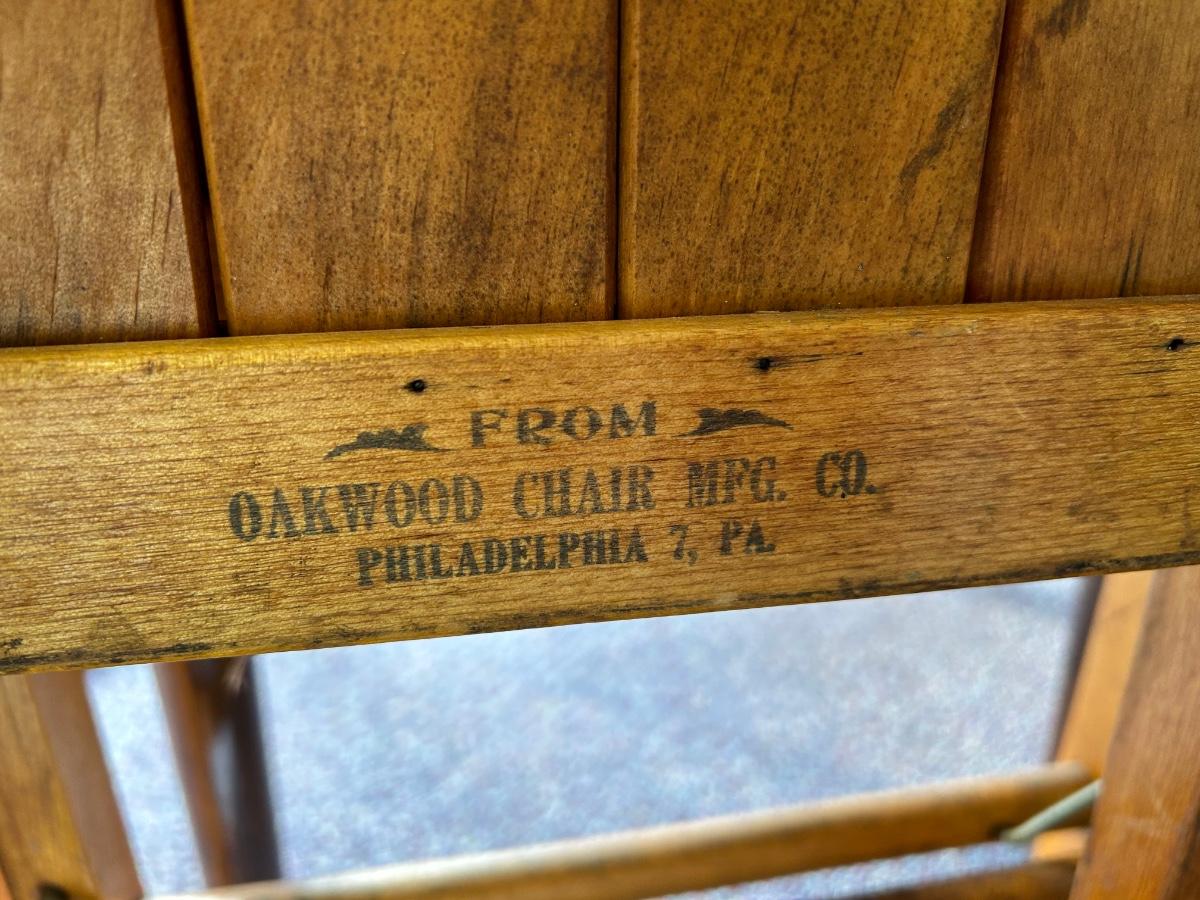 FROM
OAKWOOD CHAIR MFG. CO.
PHILADELPHIA 7, PA.